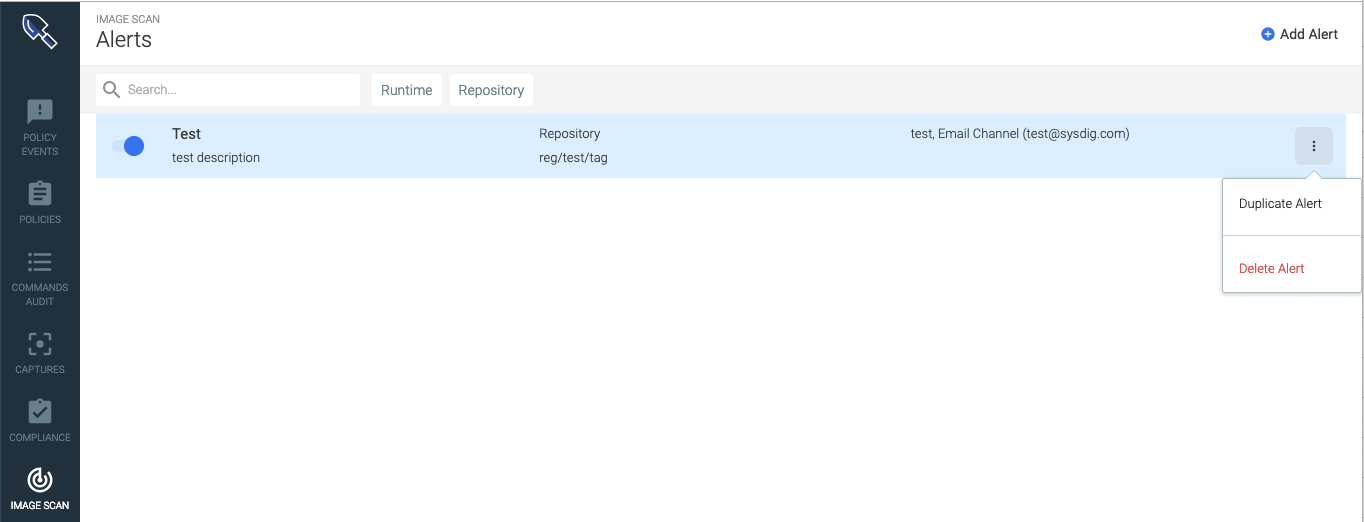 IMAGE SCAN
Alerts
Add Alert
Search...
Runtime
Repository
Test
test description
Repository
reg/test/tag
test, Email Channel (test@sysdig.com)
Duplicate Alert
Delete Alert
POLICY
EVENTS
POLICIES
COMMANDS
AUDIT
CAPTURES
COMPLIANCE
IMAGE SCAN